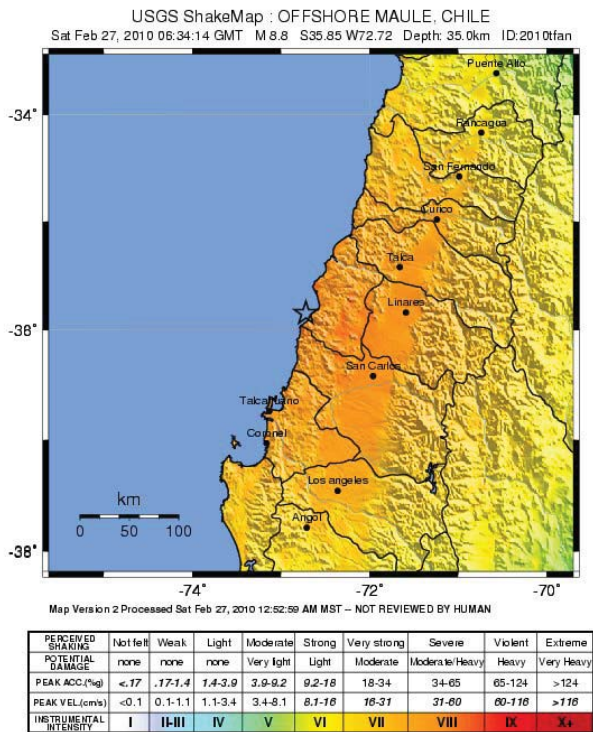 USGS ShakeMap : OFFSHORE MAULE, CHILE
Sat Feb 27, 2010 06:34:14 GMT M 8.8 S35.85 W72.72 Depth: 35.0km ID:2010tfan
Puente Alto
-34°
Rancagua
San Fernando
Curico
Talca
Linares
-38°
San Carlos
Talcahuano
Coronel
km
Los angeles
0 50 100
Angol
-38°
-74° -72° -70°
Map Version 2 Processed Sat Feb 27, 2010 12:52:59 AM MST -- NOT REVIEWED BY HUMAN
PERCEIVED SHAKING Not felt Weak Light Moderate Strong Very strong Severe Violent Extreme
POTENTIAL DAMAGE none none none Very light Light Moderate Moderate/Heavy Heavy Very Heavy
PEAK ACC.(%g) <.17 .17-1.4 1.4-3.9 3.9-9.2 9.2-18 18-34 34-65 65-124 >124
PEAK VEL.(cm/s) <0.1 0.1-1.1 1.1-3.4 3.4-8.1 8.1-16 16-31 31-60 60-116 >116
INSTRUMENTAL INTENSITY I II-III IV V VI VII VIII IX X+